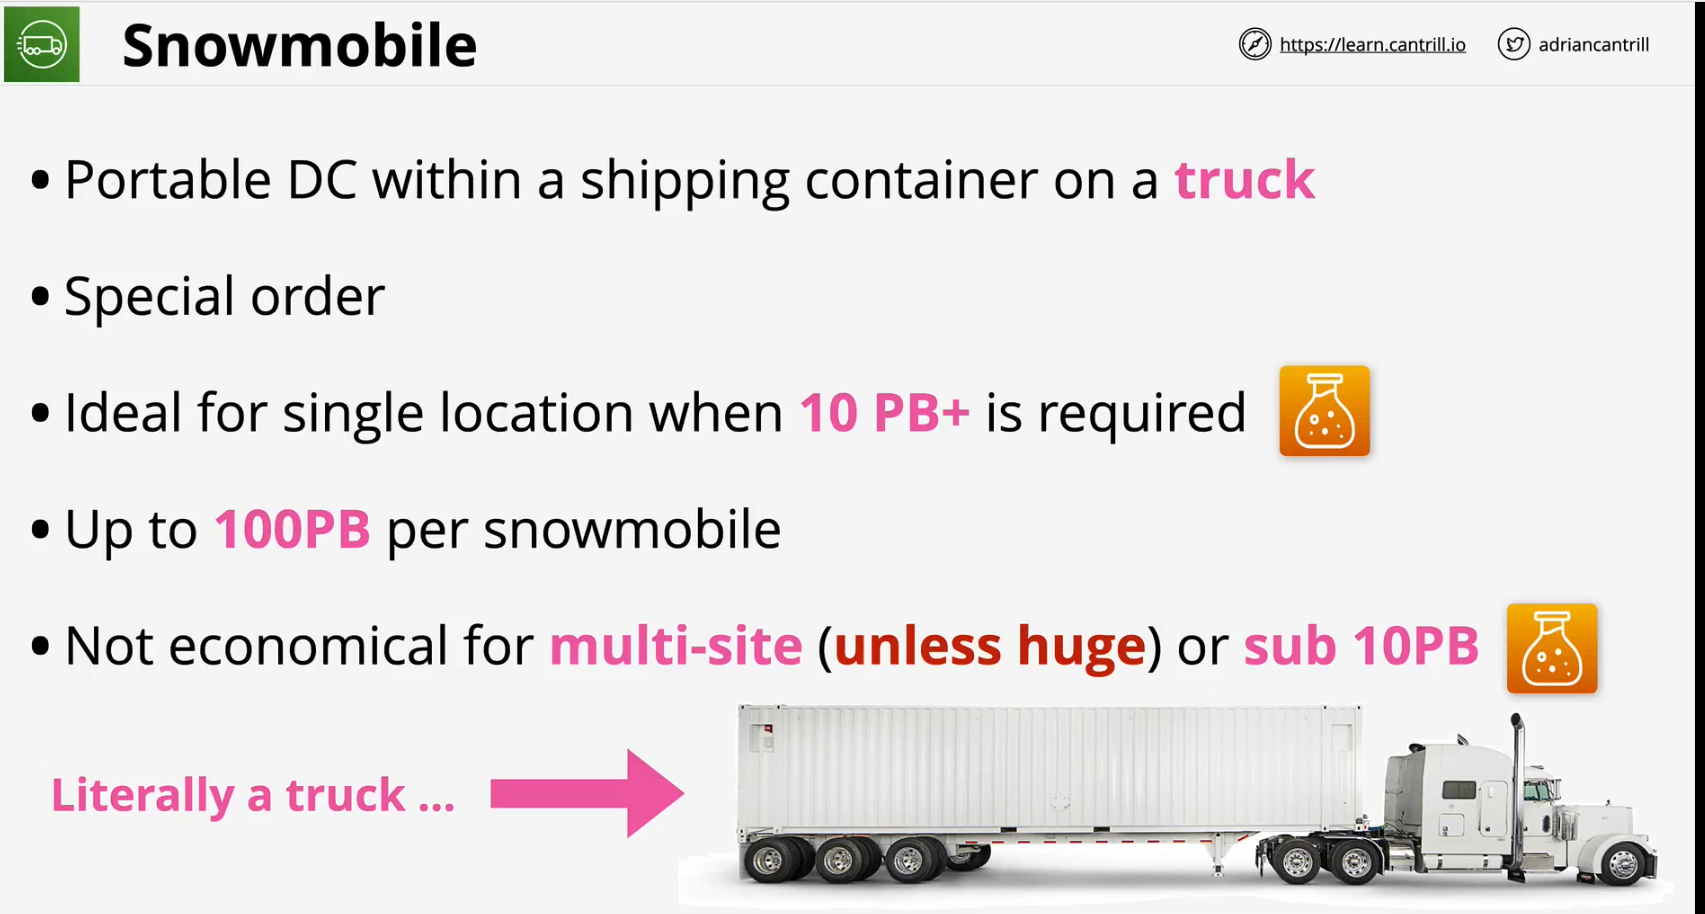 Snowmobile
https://learn.cantrill.io
adriancantrill
• Portable DC within a shipping container on a truck
• Special order
• Ideal for single location when 10 PB+ is required
• Up to 100PB per snowmobile
• Not economical for multi-site (unless huge) or sub 10PB
Literally a truck ...